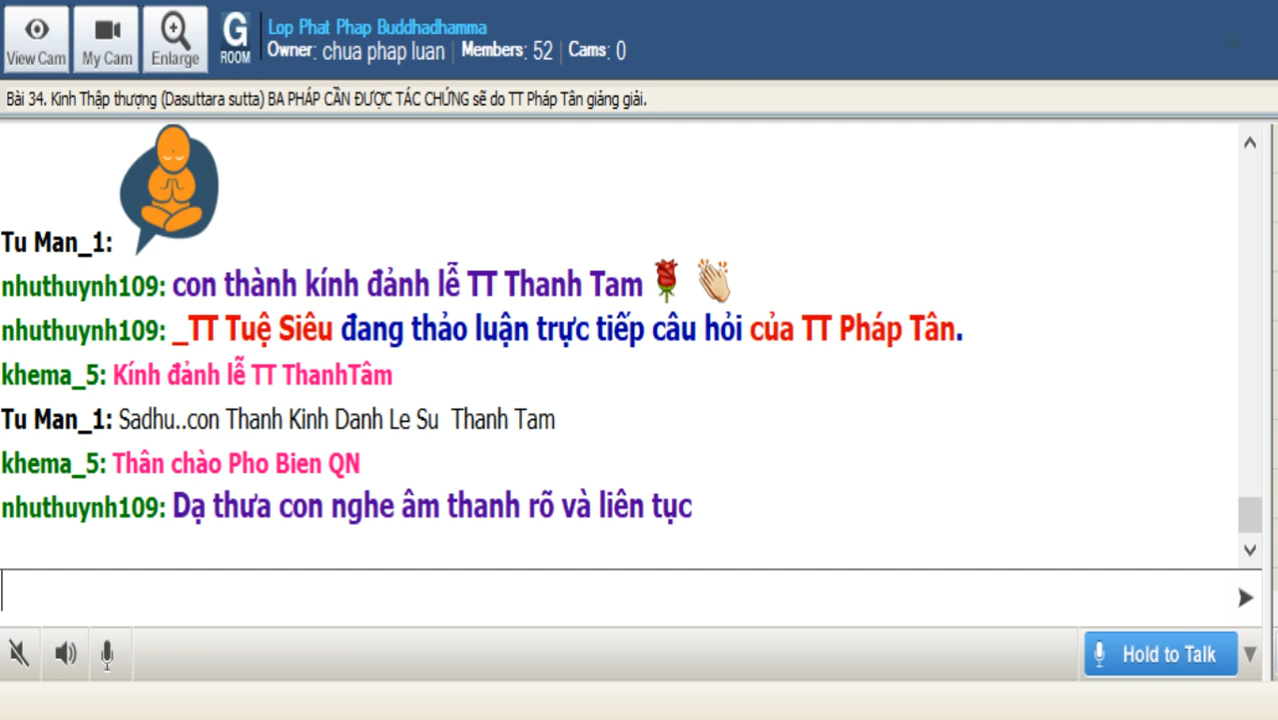 Lop Phat Phap Buddhadhamma
View Cam My Cam Enlarge G ROOM Owner: chua phap luan | Members: 52 | Cams: 0
Bài 34. Kinh Thập thượng (Dasuttara sutta) BA PHÁP CẦN ĐƯỢC TÁC CHỨNG sẽ do TT Pháp Tân giảng giải.
Tu Man_1:
nhuthuynh109: con thành kính đảnh lễ TT Thanh Tam
nhuthuynh109: _TT Tuệ Siêu đang thảo luận trực tiếp câu hỏi của TT Pháp Tân.
khema_5: Kính đảnh lễ TT ThanhTâm
Tu Man_1: Sadhu..con Thanh Kinh Danh Le Su Thanh Tam
khema_5: Thân chào Pho Bien QN
nhuthuynh109: Dạ thưa con nghe âm thanh rõ và liên tục
Hold to Talk